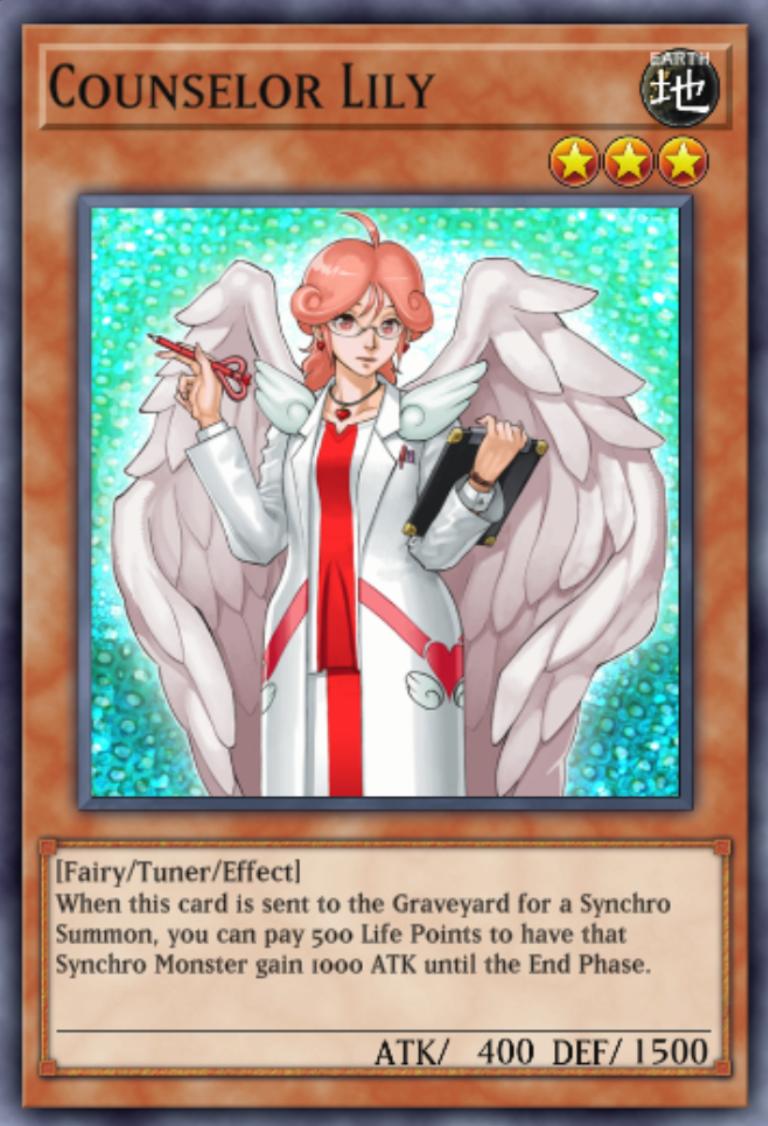 Counselor Lily
EARTH
地
[Fairy/Tuner/Effect]
When this card is sent to the Graveyard for a Synchro
Summon, you can pay 500 Life Points to have that
Synchro Monster gain 1000 ATK until the End Phase.
ATK/ 400 DEF/ 1500